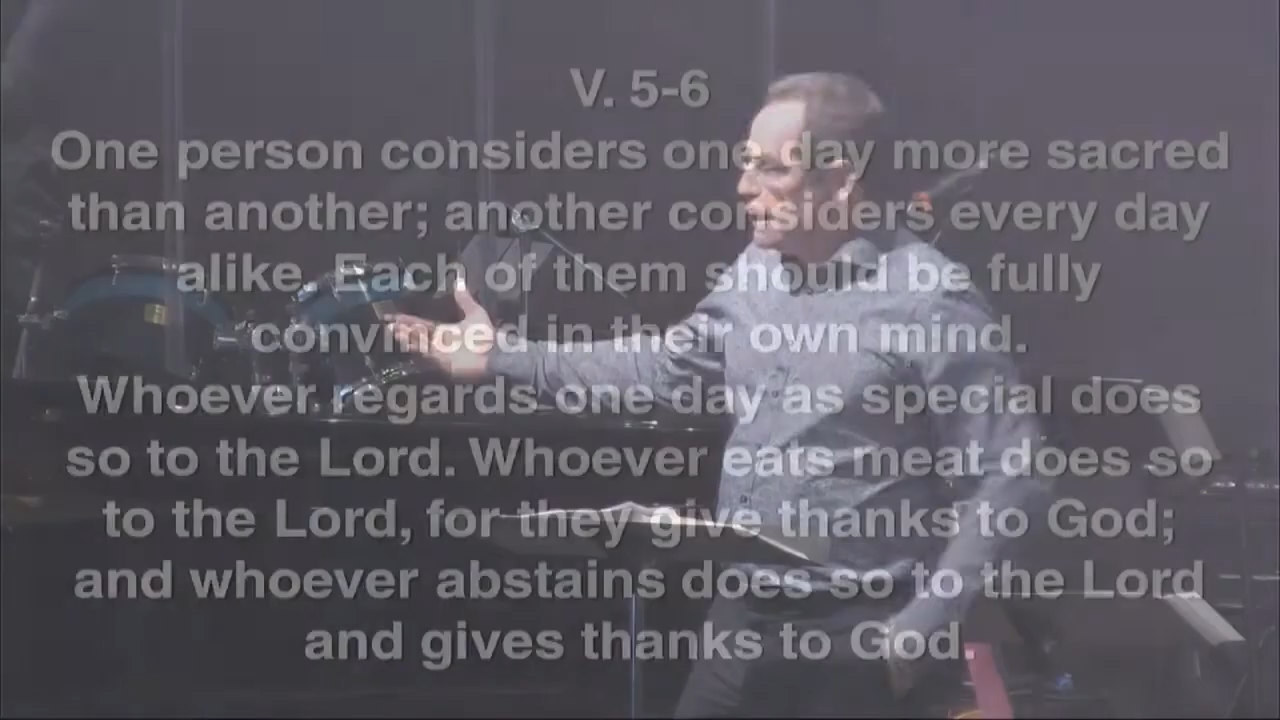 V. 5-6
One person considers one day more sacred
than another; another considers every day
alike. Each of them should be fully
convinced in their own mind.
Whoever regards one day as special does
so to the Lord. Whoever eats meat does so
to the Lord, for they give thanks to God;
and whoever abstains does so to the Lord
and gives thanks to God.